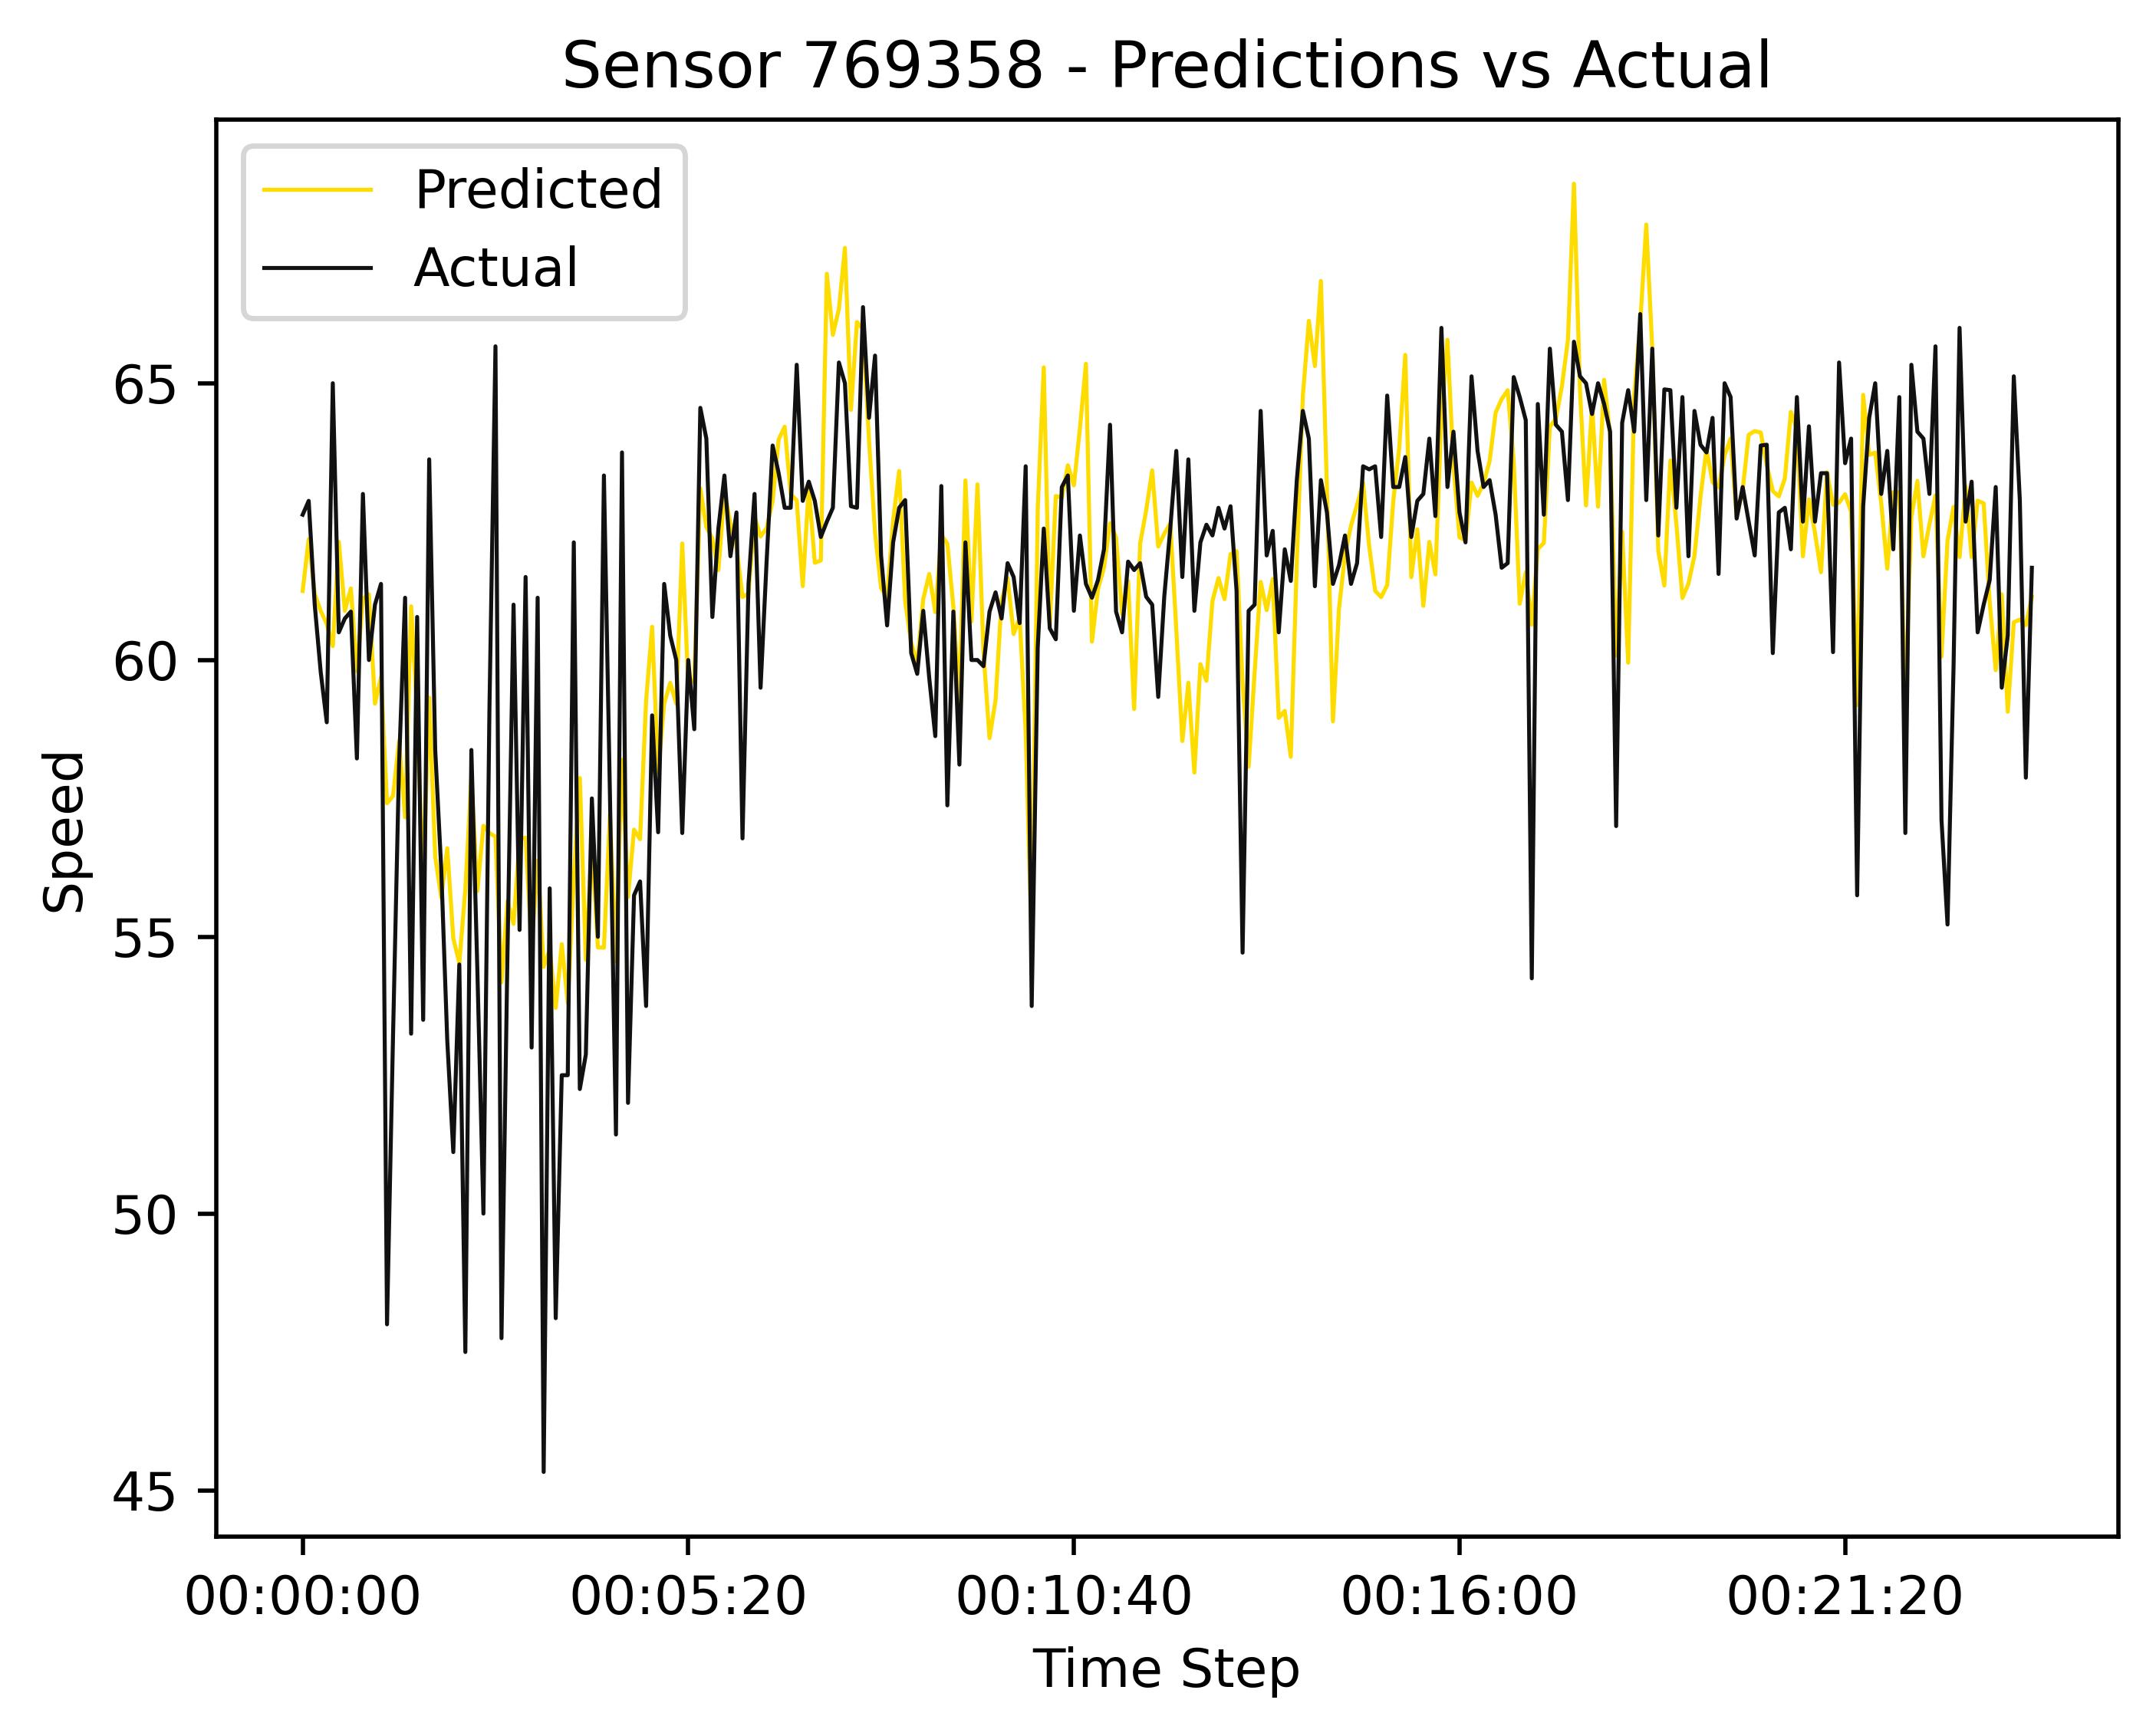 Sensor 769358 - Predictions vs Actual
Predicted
Actual
65
60
55
50
45
Speed
00:00:00 00:05:20 00:10:40 00:16:00 00:21:20
Time Step